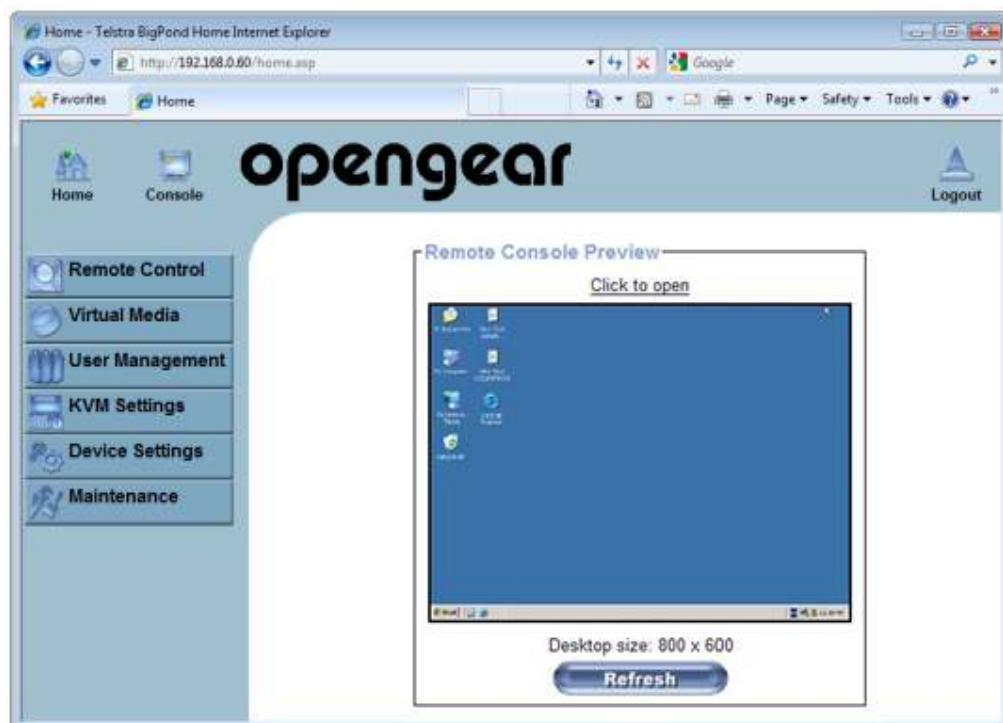 Home - Telstra BigPond Home Internet Explorer
http://192.168.0.60/home.asp
Google
Favorites Home Page Safety Tools
Home Console opengear Logout
Remote Control
Virtual Media
User Management
KVM Settings
Device Settings
Maintenance
Remote Console Preview
Click to open
Desktop size: 800 x 600
Refresh